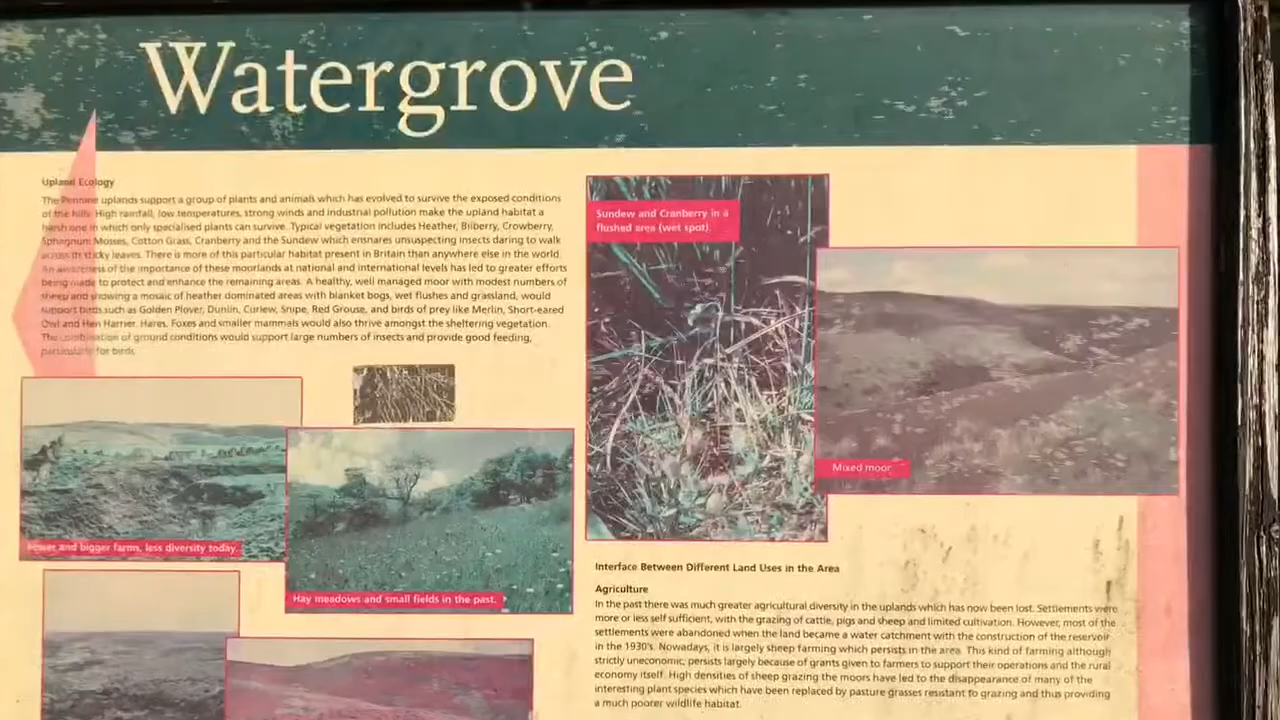 Watergrove
Upland Ecology
The Pennine uplands support a group of plants and animals which has evolved to survive the exposed conditions
of the hills. High rainfall, low temperatures, strong winds and industrial pollution make the upland habitat a
harsh one in which only specialised plants can survive. Typical vegetation includes Heather, Bilberry, Crowberry,
Sphagnum Mosses, Cotton Grass, Cranberry and the Sundew which ensnares unsuspecting insects daring to walk
across its sticky leaves. There is more of this particular habitat present in Britain than anywhere else in the world.
An awareness of the importance of these moorlands at national and international levels has led to greater efforts
being made to protect and enhance the remaining areas. A healthy, well managed moor with modest numbers of
sheep and showing a mosaic of heather dominated areas with blanket bogs, wet flushes and grassland, would
support birds such as Golden Plover, Dunlin, Curlew, Snipe, Red Grouse, and birds of prey like Merlin, Short-eared
Owl and Hen Harrier. Hares, Foxes and smaller mammals would also thrive amongst the sheltering vegetation.
The combination of ground conditions would support large numbers of insects and provide good feeding,
particularly for birds.
Fewer and bigger farms, less diversity today.
Hay meadows and small fields in the past.
Sundew and Cranberry in a
flushed area (wet spot).
Mixed moor
Interface Between Different Land Uses in the Area
Agriculture
In the past there was much greater agricultural diversity in the uplands which has now been lost. Settlements were
more or less self sufficient, with the grazing of cattle, pigs and sheep and limited cultivation. However, most of the
settlements were abandoned when the land became a water catchment with the construction of the reservoir
in the 1930's. Nowadays, it is largely sheep farming which persists in the area. This kind of farming although
strictly uneconomic, persists largely because of grants given to farmers to support their operations and the rural
economy itself. High densities of sheep grazing the moors have led to the disappearance of many of the
interesting plant species which have been replaced by pasture grasses resistant to grazing and thus providing
a much poorer wildlife habitat.